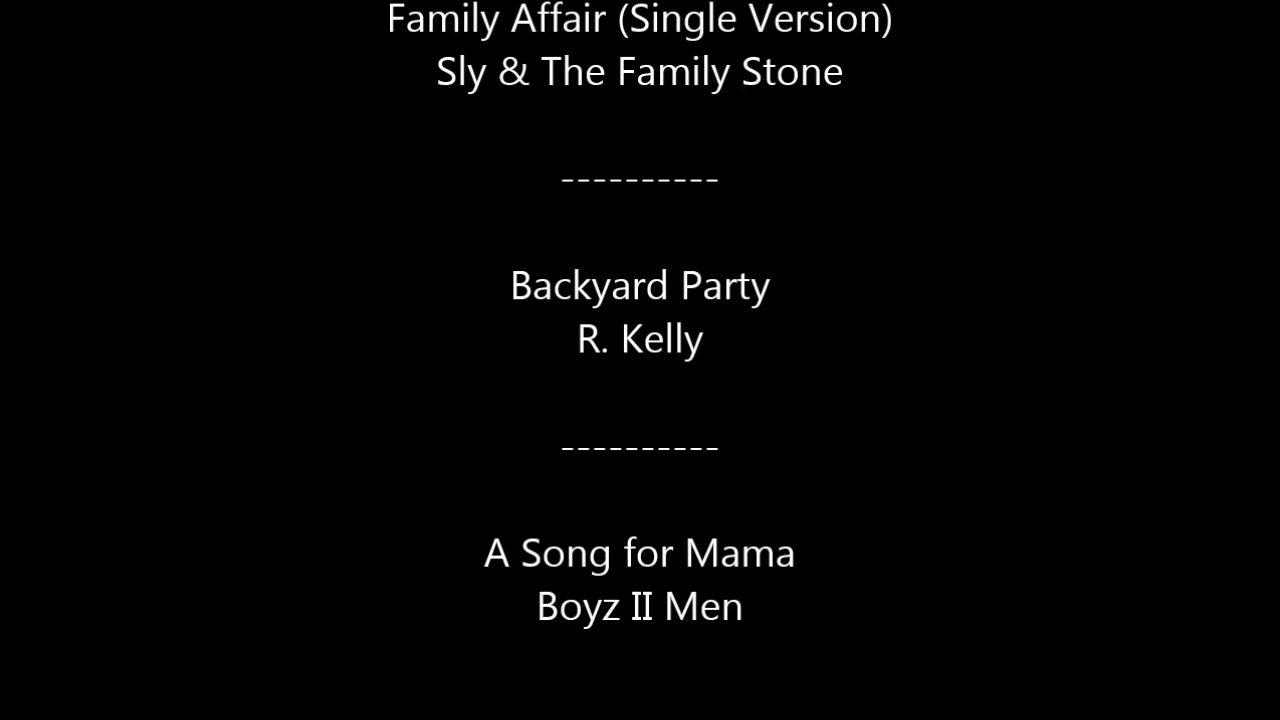 Family Affair (Single Version)
Sly & The Family Stone
----------
Backyard Party
R. Kelly
----------
A Song for Mama
Boyz II Men